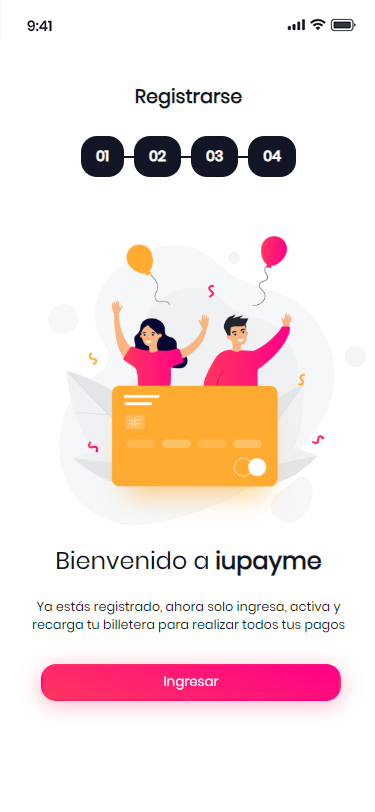 9:41
Registrarse
01 02 03 04
Bienvenido a iupayme
Ya estás registrado, ahora solo ingresa, activa y
recarga tu billetera para realizar todos tus pagos
Ingresar